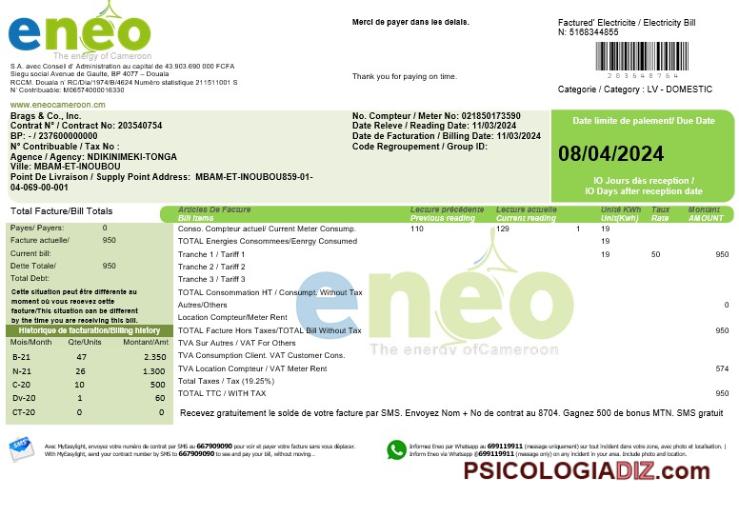 eneo
The energy of Cameroon
S.A. avec Conseil d' Administration au capital de 43.903.690 000 FCFA
Siegu social Avenue de Gaulte, BP 4077 – Douala
RCCM. Douala n' RC/Dia/1974/B/4624 Numéro statistique 211511001 S
N' Contribuable: M06574000016330
www.eneocameroon.cm
Merci de payer dans les delais.
Thank you for paying on time.
Factured' Electricite / Electricity Bill
N: 5168344855
203548764
Categorie / Category : LV - DOMESTIC
Brags & Co., Inc.
Contrat N° / Contract No: 203540754
BP: - / 237600000000
N° Contribuable / Tax No :
Agence / Agency: NDIKINIMEKI-TONGA
Ville: MBAM-ET-INOUBOU
Point De Livraison / Supply Point Address: MBAM-ET-INOUBOU859-01-
04-069-00-001
No. Compteur / Meter No: 021850173590
Date Releve / Reading Date: 11/03/2024
Date de Facturation / Billing Date: 11/03/2024
Code Regroupement / Group ID:
Date limite de paiement/ Due Date
08/04/2024
IO Jours dès réception /
IO Days after reception date
Total Facture/Bill Totals
Payes/ Payers: 0
Facture actuelle/ 950
Current bill:
Dette Totale/ 950
Total Debt:
Cette situation peut être différente au
moment où vous recevez cette
facture/This situation can be different
by the time you are receiving this bill.
Historique de facturation/Billing history
Mois/Month Qte/Units Montant/Amt
B-21 47 2.350
N-21 26 1.300
C-20 10 500
Dv-20 1 60
CT-20 0 0
Articles De Facture Lecture précédente Lecture actuelle Unité KWh Taux Montant
Bill Items Previous reading Current reading Unit(Kwh) Rate AMOUNT
Conso. Compteur actuel/ Current Meter Consump. 110 129 1 19
TOTAL Energies Consommees/Eenrgy Consumed 19
Tranche 1 / Tariff 1 19 50 950
Tranche 2 / Tariff 2
Tranche 3 / Tariff 3
TOTAL Consommation HT / Consumpt. Without Tax
Autres/Others 0
Location Compteur/Meter Rent
TOTAL Facture Hors Taxes/TOTAL Bill Without Tax 950
TVA Sur Autres / VAT For Others
TVA Consumption Client. VAT Customer Cons.
TVA Location Compteur / VAT Meter Rent 574
Total Taxes / Tax (19.25%)
TOTAL TTC / WITH TAX 950
eneo
The energy ofCameroon
Recevez gratuitement le solde de votre facture par SMS. Envoyez Nom + No de contrat au 8704. Gagnez 500 de bonus MTN. SMS gratuit
SMS
Avec MyEasylight, envoyez votre numéro de contrat par SMS au 667909090 pour voir et payer votre facture sans vous déplacer.
With MyEasylight, send your contract number by SMS to 667909090 to see and pay your bill, without moving...
Informez Eneo par Whatsapp au 699119911 (message uniquement) sur tout incident dans votre zone, avec photo et localisation. |
Inform Eneo via Whatsapp @699119911 (message only) on any incident in your area. Include photo and location.
PSICOLOGIADIZ.com